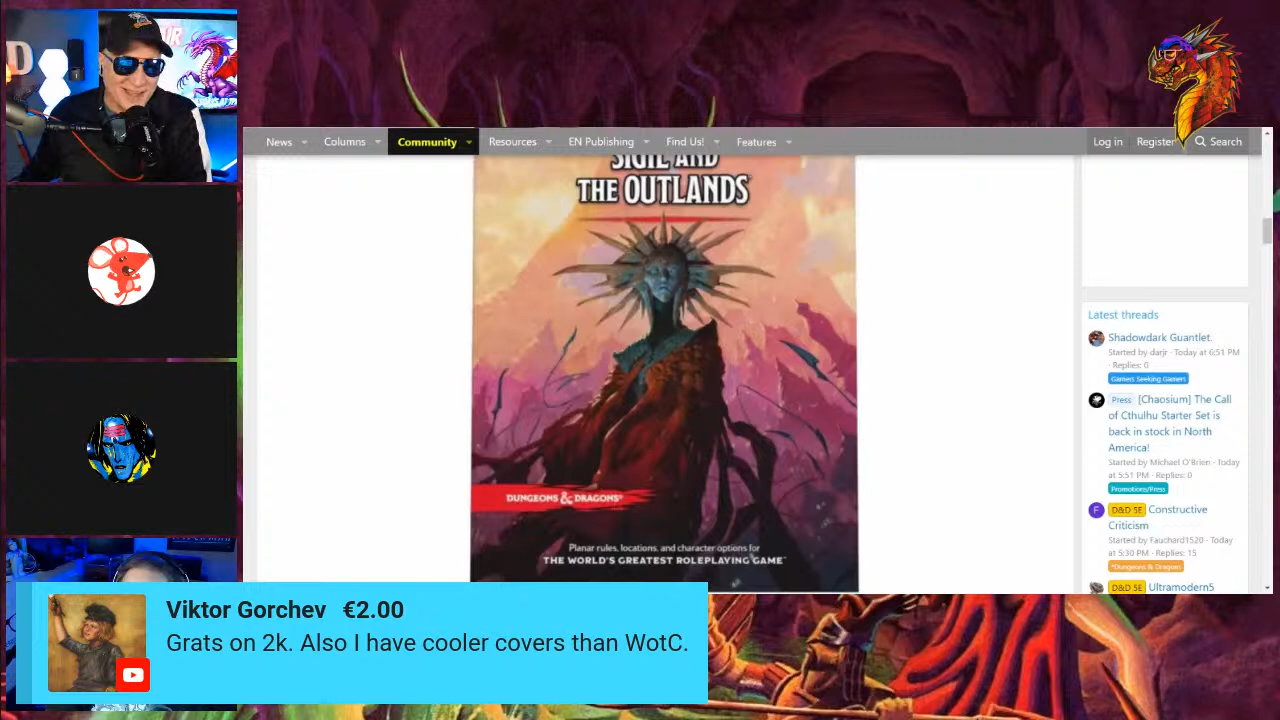 News Columns Community Resources EN Publishing Find Us! Features Log in Register Search
SIGIL AND
THE OUTLANDS
DUNGEONS & DRAGONS®
Planar rules, locations, and character options for
THE WORLD'S GREATEST ROLEPLAYING GAME™
Latest threads
Shadowdark Guantlet.
Started by darjr · Today at 6:51 PM
· Replies: 0
Gamers Seeking Gamers
Press [Chaosium] The Call
of Cthulhu Starter Set is
back in stock in North
America!
Started by Michael O'Brien · Today
at 5:51 PM · Replies: 0
Promotions/Press
F D&D 5E Constructive
Criticism
Started by Fauchard1520 · Today
at 5:30 PM · Replies: 15
*Dungeons & Dragons
D&D 5E Ultramodern5
Viktor Gorchev €2.00
Grats on 2k. Also I have cooler covers than WotC.